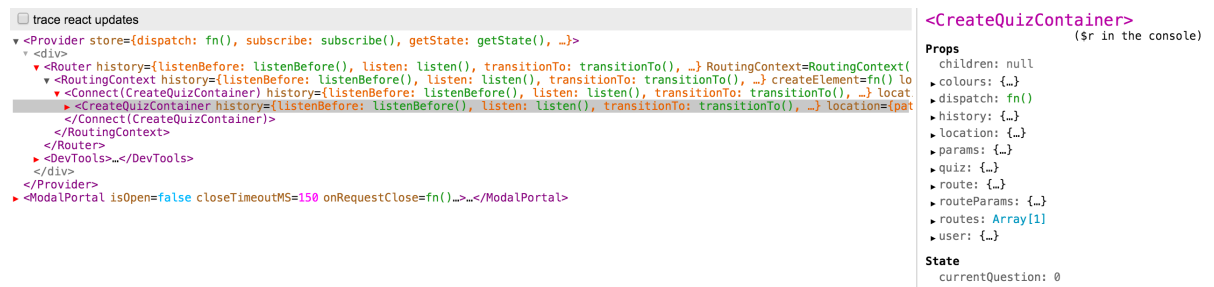 trace react updates
<Provider store={dispatch: fn(), subscribe: subscribe(), getState: getState(), …}>
<div>
<Router history={listenBefore: listenBefore(), listen: listen(), transitionTo: transitionTo(), …} RoutingContext=RoutingContext(
<RoutingContext history={listenBefore: listenBefore(), listen: listen(), transitionTo: transitionTo(), …} createElement=fn() lo
<Connect(CreateQuizContainer) history={listenBefore: listenBefore(), listen: listen(), transitionTo: transitionTo(), …} locat
<CreateQuizContainer history={listenBefore: listenBefore(), listen: listen(), transitionTo: transitionTo(), …} location={pat
</Connect(CreateQuizContainer)>
</RoutingContext>
</Router>
<DevTools>…</DevTools>
</div>
</Provider>
<ModalPortal isOpen=false closeTimeoutMS=150 onRequestClose=fn()…>…</ModalPortal>
<CreateQuizContainer>
($r in the console)
Props
children: null
colours: {…}
dispatch: fn()
history: {…}
location: {…}
params: {…}
quiz: {…}
route: {…}
routeParams: {…}
routes: Array[1]
user: {…}
State
currentQuestion: 0